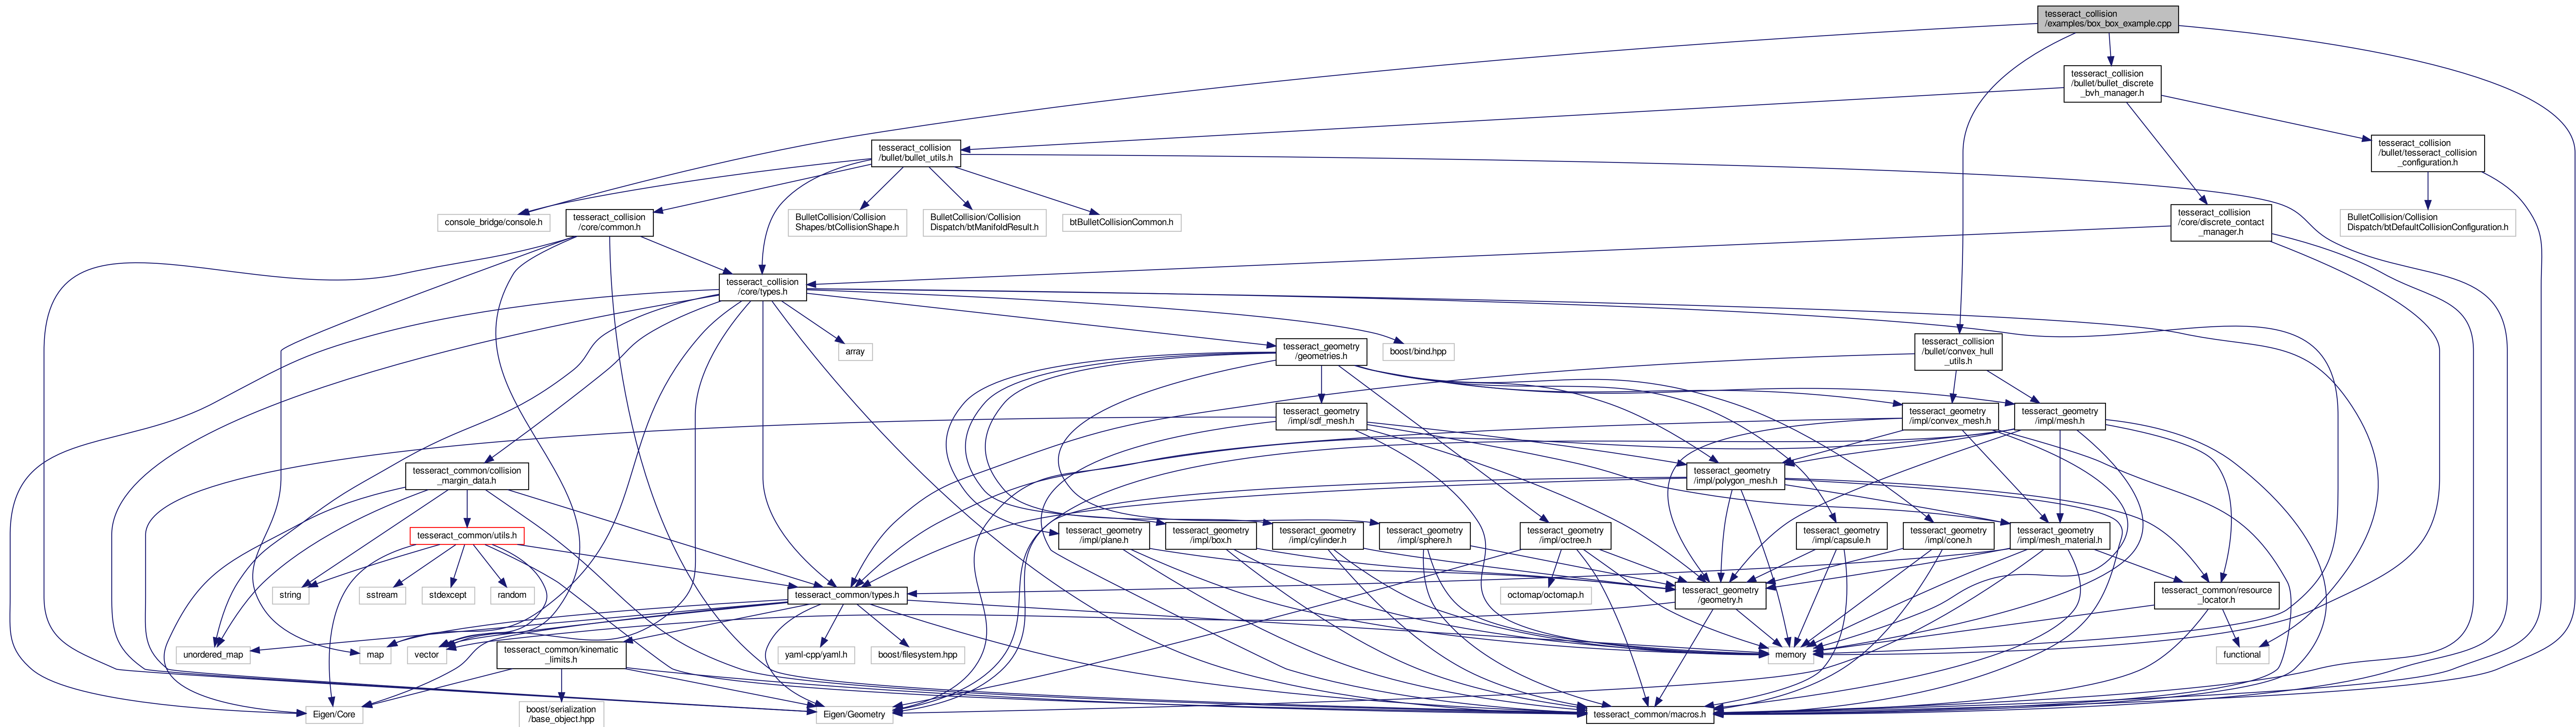 tesseract_collision
/examples/box_box_example.cpp
tesseract_collision
/bullet/bullet_discrete
_bvh_manager.h
tesseract_collision
/bullet/bullet_utils.h
tesseract_collision
/bullet/tesseract_collision
_configuration.h
console_bridge/console.h
tesseract_collision
/core/common.h
BulletCollision/Collision
Shapes/btCollisionShape.h
BulletCollision/Collision
Dispatch/btManifoldResult.h
btBulletCollisionCommon.h
tesseract_collision
/core/discrete_contact
_manager.h
BulletCollision/Collision
Dispatch/btDefaultCollisionConfiguration.h
tesseract_collision
/core/types.h
array
tesseract_geometry
/geometries.h
boost/bind.hpp
tesseract_collision
/bullet/convex_hull
_utils.h
tesseract_geometry
/impl/sdf_mesh.h
tesseract_geometry
/impl/convex_mesh.h
tesseract_geometry
/impl/mesh.h
tesseract_common/collision
_margin_data.h
tesseract_geometry
/impl/polygon_mesh.h
tesseract_common/utils.h
tesseract_geometry
/impl/plane.h
tesseract_geometry
/impl/box.h
tesseract_geometry
/impl/cylinder.h
tesseract_geometry
/impl/sphere.h
tesseract_geometry
/impl/octree.h
tesseract_geometry
/impl/capsule.h
tesseract_geometry
/impl/cone.h
tesseract_geometry
/impl/mesh_material.h
string
sstream
stdexcept
random
tesseract_common/types.h
octomap/octomap.h
tesseract_geometry
/geometry.h
tesseract_common/resource
_locator.h
unordered_map
map
vector
tesseract_common/kinematic
_limits.h
yaml-cpp/yaml.h
boost/filesystem.hpp
memory
functional
Eigen/Core
boost/serialization
/base_object.hpp
Eigen/Geometry
tesseract_common/macros.h